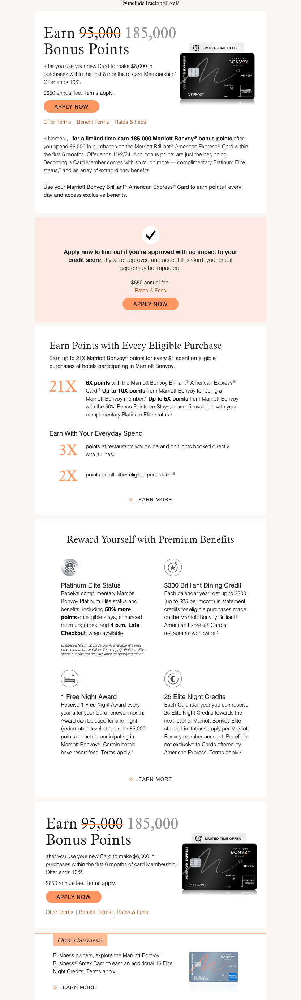 [@includeTrackingPixel/]
Earn 95,000 185,000
Bonus Points
after you use your new Card to make $6,000 in
purchases within the first 6 months of card Membership.¹
Offer ends 10/2.
$650 annual fee. Terms apply.
APPLY NOW
Offer Terms | Benefit Terms | Rates & Fees
LIMITED-TIME OFFER
AMERICAN EXPRESS
MARRIOTT
BONVOY
BRILLIANT
7997
Member Since
16
C F FROST
AMERICAN EXPRESS
<Name>, , for a limited time earn 185,000 Marriott Bonvoy® bonus points after
you spend $6,000 in purchases on the Marriott Brilliant® American Express® Card within
the first 6 months. Offer ends 10/2/24. And bonus points are just the beginning.
Becoming a Card Member comes with so much more — complimentary Platinum Elite
status,² and an array of extraordinary benefits.
Use your Marriott Bonvoy Brilliant® American Express® Card to earn points1 every
day and access exclusive benefits.
Apply now to find out if you're approved with no impact to your
credit score. If you're approved and accept this Card, your credit
score may be impacted.
$650 annual fee.
Rates & Fees
APPLY NOW
Earn Points with Every Eligible Purchase
Earn up to 21X Marriott Bonvoy® points for every $1 spent on eligible
purchases at hotels participating in Marriott Bonvoy.
21X
6X points with the Marriott Bonvoy Brilliant® American Express®
Card.³ Up to 10X points from Marriott Bonvoy for being a
Marriott Bonvoy member.⁴ Up to 5X points from Marriott Bonvoy
with the 50% Bonus Points on Stays, a benefit available with your
complimentary Platinum Elite status.²
Earn With Your Everyday Spend
3X
points at restaurants worldwide and on flights booked directly
with airlines.³
2X
points on all other eligible purchases.³
» LEARN MORE
Reward Yourself with Premium Benefits
Platinum Elite Status
Receive complimentary Marriott
Bonvoy Platinum Elite status and
benefits, including 50% more
points on eligible stays, enhanced
room upgrades, and 4 p.m. Late
Checkout, when available.
Enhanced Room upgrade is only available at select
properties when available. Terms apply. Platinum Elite
status benefits are only available for qualifying rates.²
$300 Brilliant Dining Credit
Each calendar year, get up to $300
(up to $25 per month) in statement
credits for eligible purchases made
on the Marriott Bonvoy Brilliant®
American Express® Card at
restaurants worldwide.⁵
1 Free Night Award
Receive 1 Free Night Award every
year after your Card renewal month.
Award can be used for one night
(redemption level at or under 85,000
points) at hotels participating in
Marriott Bonvoy®. Certain hotels
have resort fees. Terms apply.⁶
25 Elite Night Credits
Each Calendar year you can receive
25 Elite Night Credits towards the
next level of Marriott Bonvoy Elite
status. Limitations apply per Marriott
Bonvoy member account. Benefit is
not exclusive to Cards offered by
American Express. Terms apply.⁷
» LEARN MORE
Earn 95,000 185,000
Bonus Points
after you use your new Card to make $6,000 in
purchases within the first 6 months of card Membership.¹
Offer ends 10/2.
$650 annual fee. Terms apply.
APPLY NOW
Offer Terms | Benefit Terms | Rates & Fees
LIMITED-TIME OFFER
AMERICAN EXPRESS
MARRIOTT
BONVOY
BRILLIANT
7997
Member Since
16
C F FROST
AMERICAN EXPRESS
Own a business?
Business owners, explore the Marriott Bonvoy
Business® Amex Card to earn an additional 15 Elite
Night Credits. Terms apply.
» LEARN MORE
AMERICAN EXPRESS
MARRIOTT
BONVOY
7997
16
C F FROST
REXPORT INC